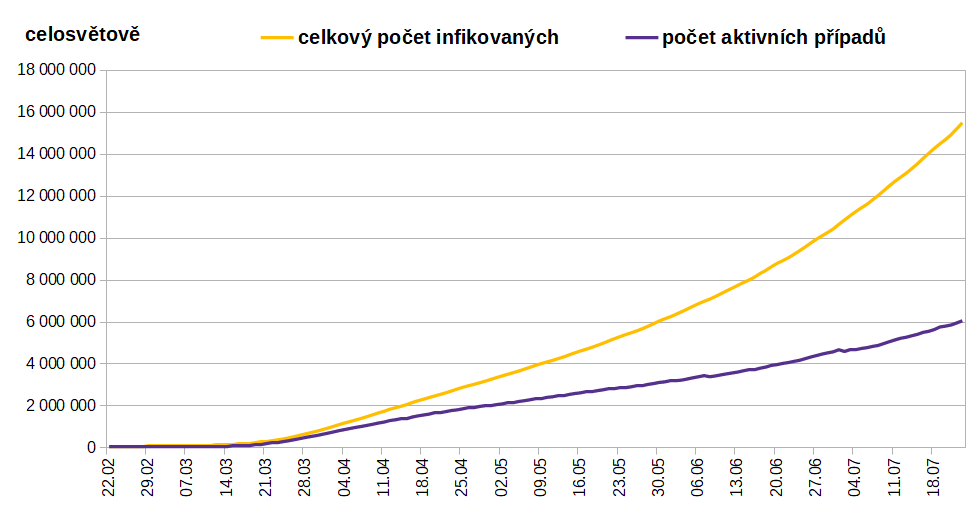 celosvětově
celkový počet infikovaných
počet aktivních případů
18 000 000
16 000 000
14 000 000
12 000 000
10 000 000
8 000 000
6 000 000
4 000 000
2 000 000
0
22.02
29.02
07.03
14.03
21.03
28.03
04.04
11.04
18.04
25.04
02.05
09.05
16.05
23.05
30.05
06.06
13.06
20.06
27.06
04.07
11.07
18.07